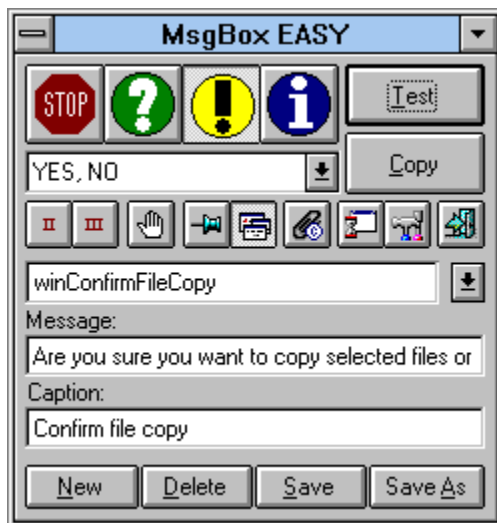 MsgBox EASY
STOP ? ! i
Test
YES, NO
Copy
II III
winConfirmFileCopy
Message:
Are you sure you want to copy selected files or
Caption:
Confirm file copy
New Delete Save Save As